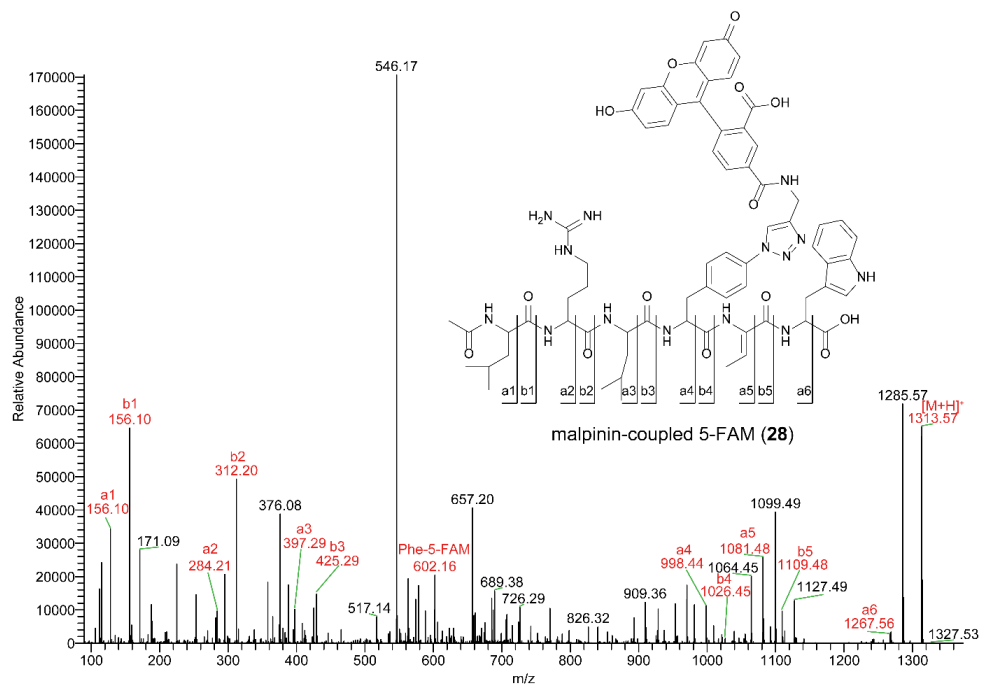 O
O
O
OH
HO
O
NH
H2N
NH
HN
N
N
N
NH
H
N
O
O
N
H
O
H
N
O
N
H
O
H
N
O
N
H
O
OH
a1 b1 a2 b2 a3 b3 a4 b4 a5 b5 a6
malpinin-coupled 5-FAM (28)
Relative Abundance
170000
160000
150000
140000
130000
120000
110000
100000
90000
80000
70000
60000
50000
40000
30000
20000
10000
0
546.17
1285.57
[M+H]+
1313.57
b1
156.10
b2
312.20
a1
156.10
171.09
a2
284.21
376.08
a3
397.29
b3
425.29
517.14
Phe-5-FAM
602.16
657.20
689.38
726.29
826.32
909.36
a4
998.44
b4
1026.45
a5
1081.48
1064.45
1099.49
b5
1109.48
1127.49
a6
1267.56
1327.53
100 200 300 400 500 600 700 800 900 1000 1100 1200 1300
m/z